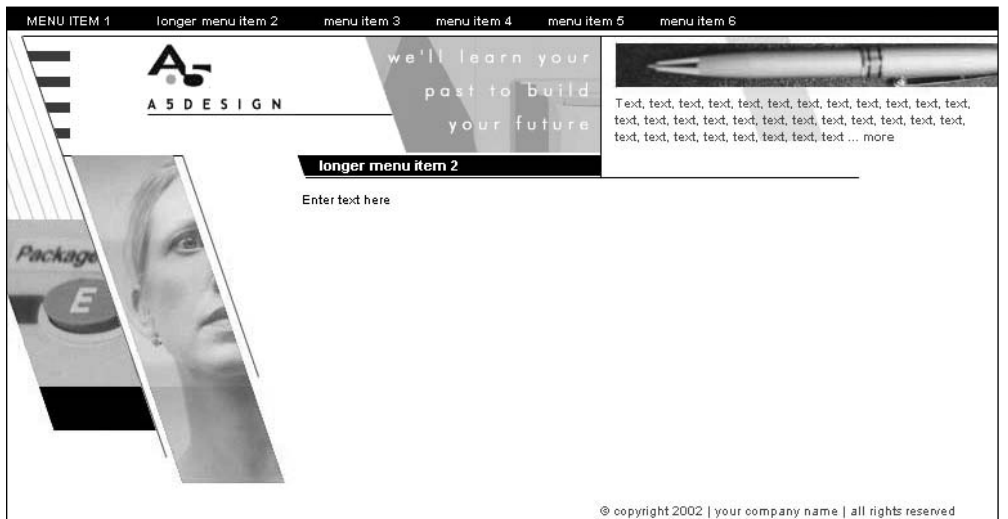 MENU ITEM 1 longer menu item 2 menu item 3 menu item 4 menu item 5 menu item 6
A5
A5DESIGN
we'll learn your
past to build
your future
Text, text, text, text, text, text, text, text, text, text, text, text,
text, text, text, text, text, text, text, text, text, text, text, text,
text, text, text, text, text, text, text, text ... more
longer menu item 2
Enter text here
Package
E
© copyright 2002 | your company name | all rights reserved